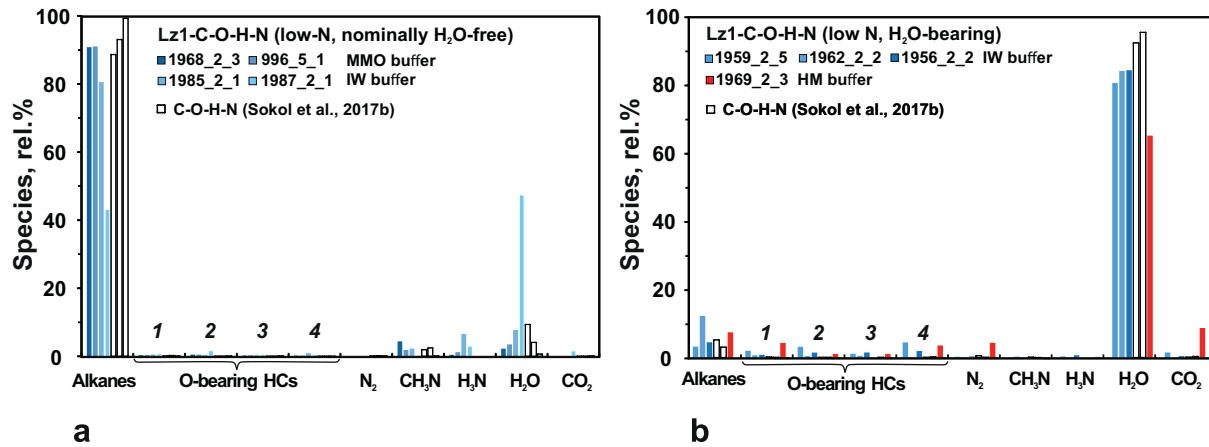 Species, rel.%
100
80
60
40
20
0
Lz1-C-O-H-N (low-N, nominally H₂O-free)
1968_2_3 996_5_1 MMO buffer
1985_2_1 1987_2_1 IW buffer
C-O-H-N (Sokol et al., 2017b)
1 2 3 4
Alkanes O-bearing HCs N₂ CH₃N H₃N H₂O CO₂
a
Species, rel.%
100
80
60
40
20
0
Lz1-C-O-H-N (low N, H₂O-bearing)
1959_2_5 1962_2_2 1956_2_2 IW buffer
1969_2_3 HM buffer
C-O-H-N (Sokol et al., 2017b)
1 2 3 4
Alkanes O-bearing HCs N₂ CH₃N H₃N H₂O CO₂
b